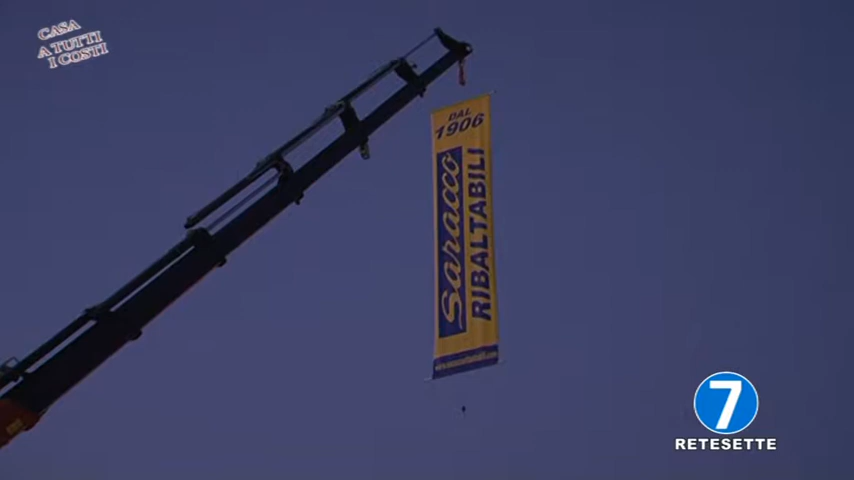 CASA
A TUTTI
I COSTI
DAL
1906
Saracco
RIBALTABILI
7
RETESETTE